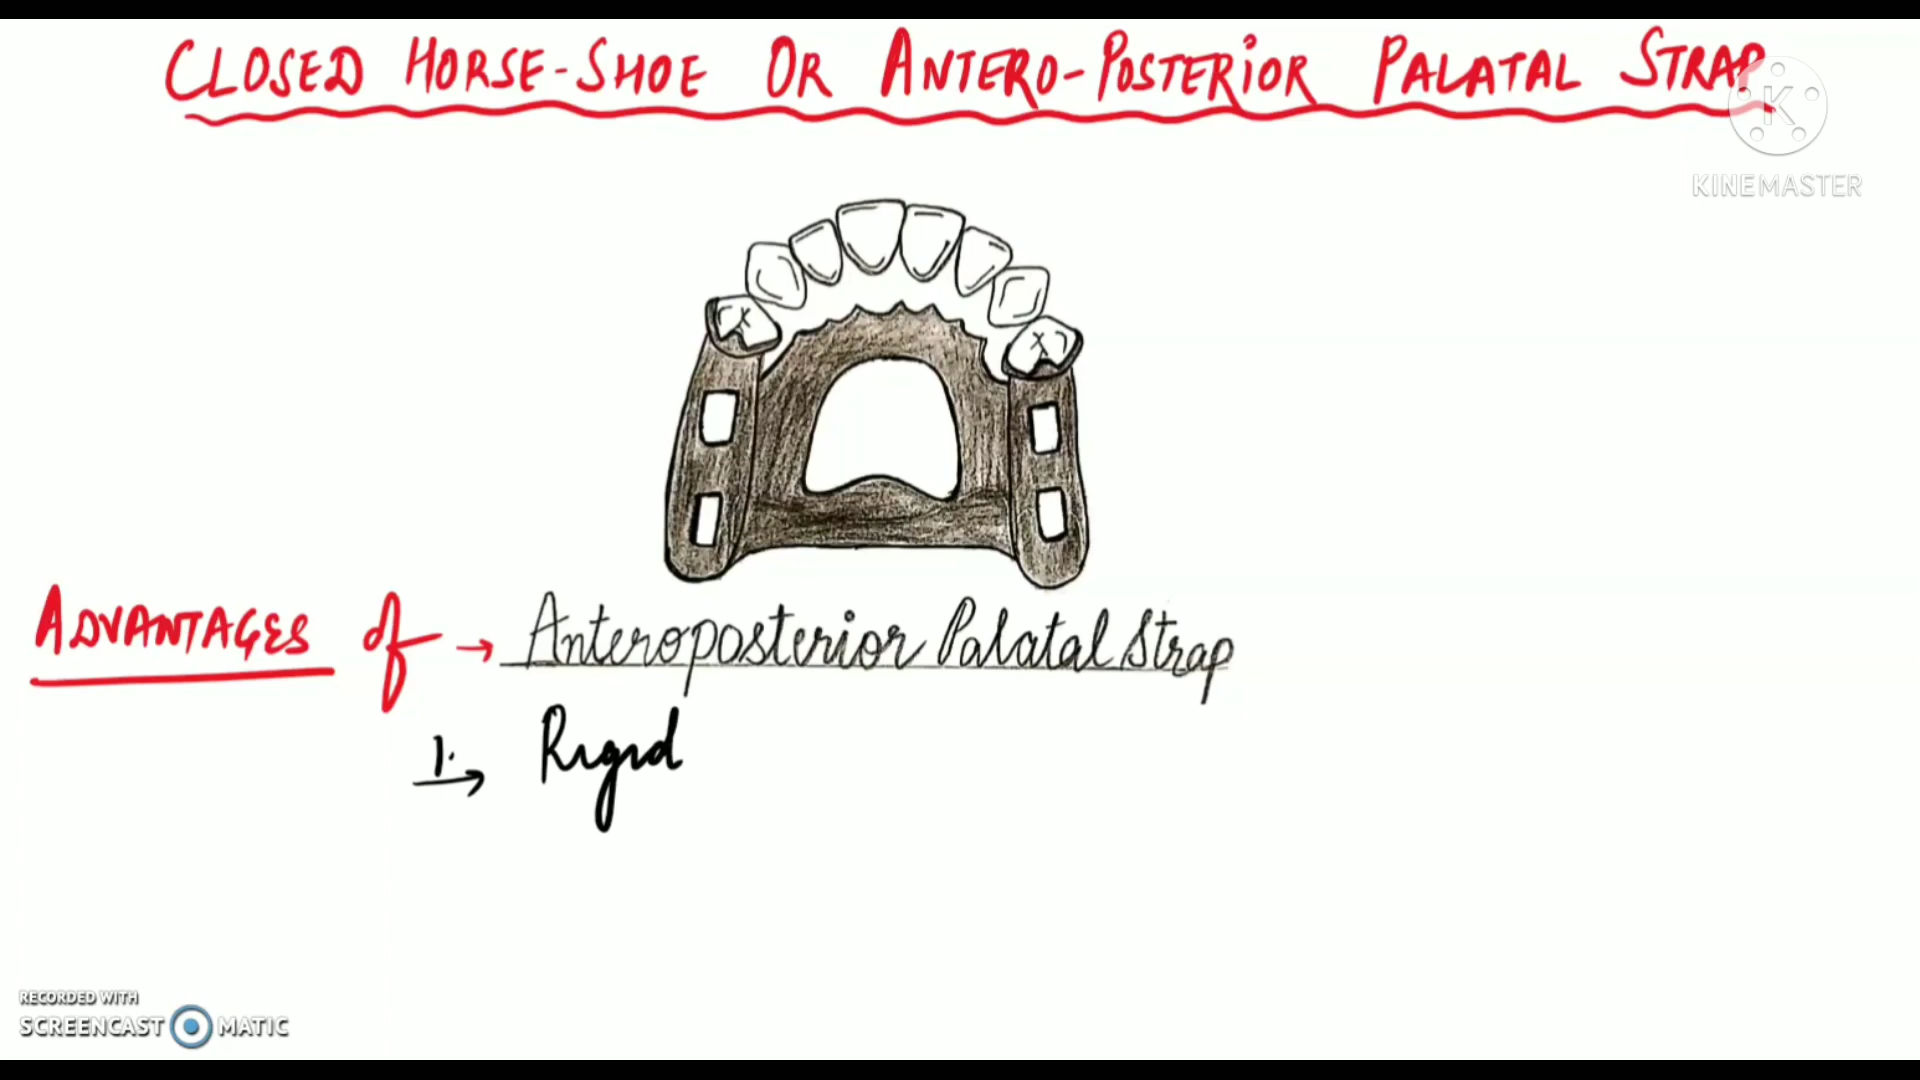 CLOSED HORSE-SHOE OR ANTERO-POSTERIOR PALATAL STRAP
K
KINEMASTER
ADVANTAGES of → Anteroposterior Palatal Strap
1. → Rigid
RECORDED WITH
SCREENCAST MATIC